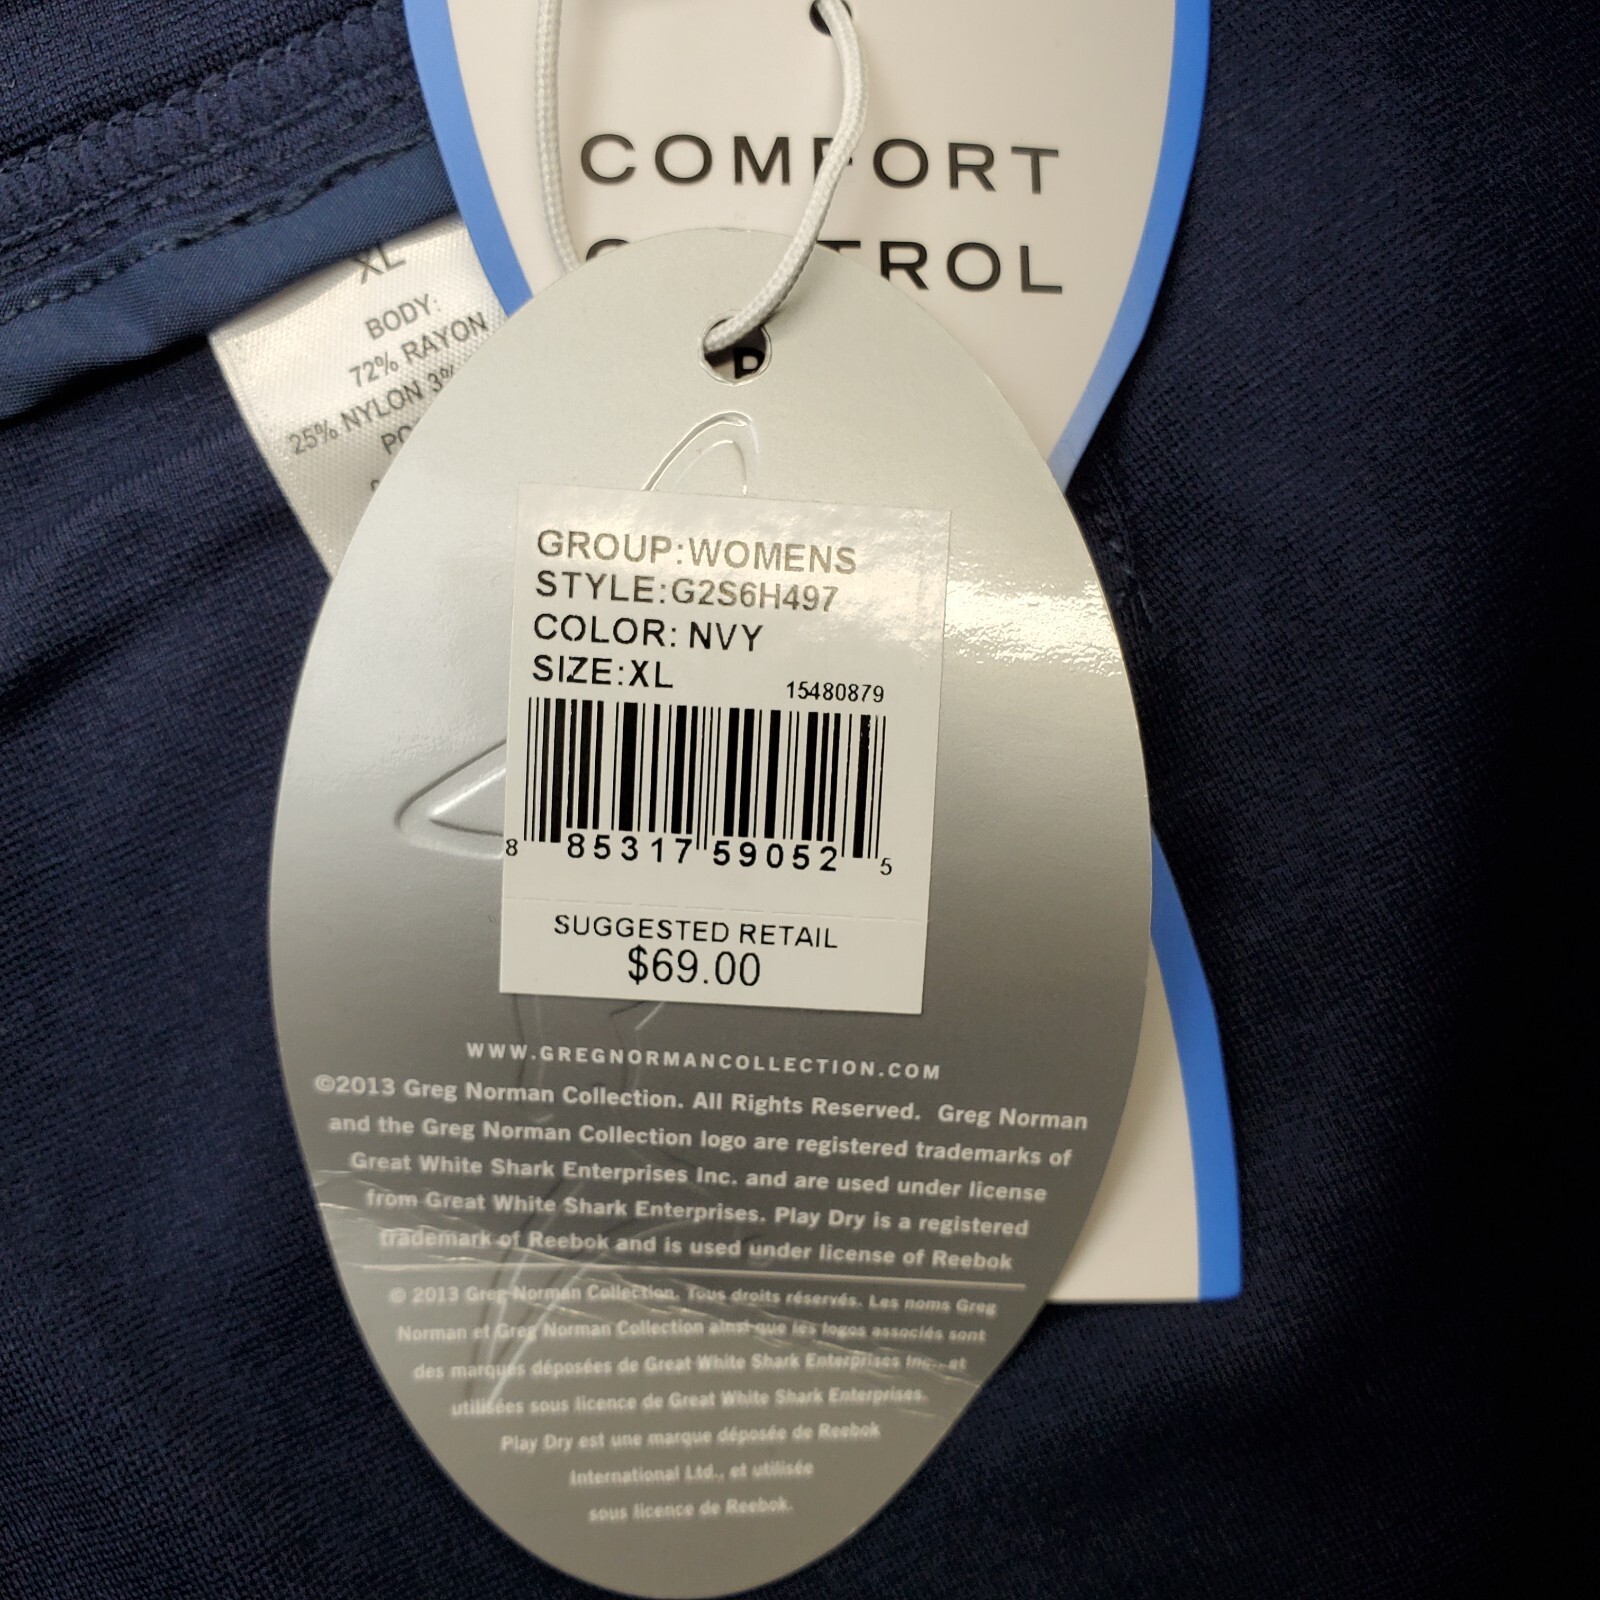 COMFORT
TROL
XL
BODY:
72% RAYON
25% NYLON 3%
GROUP:WOMENS
STYLE:G2S6H497
COLOR: NVY
SIZE:XL
15480879
8 85317 59052 5
SUGGESTED RETAIL
$69.00
WWW.GREGNORMANCOLLECTION.COM
©2013 Greg Norman Collection. All Rights Reserved. Greg Norman
and the Greg Norman Collection logo are registered trademarks of
Great White Shark Enterprises Inc. and are used under license
from Great White Shark Enterprises. Play Dry is a registered
trademark of Reebok and is used under license of Reebok
© 2013 Greg Norman Collection. Tous droits réservés. Les noms Greg
Norman et Greg Norman Collection ainsi que les logos associés sont
des marques déposées de Great White Shark Enterprises Inc., et
utilisées sous licence de Great White Shark Enterprises.
Play Dry est une marque déposée de Reebok
International Ltd., et utilisée
sous licence de Reebok.